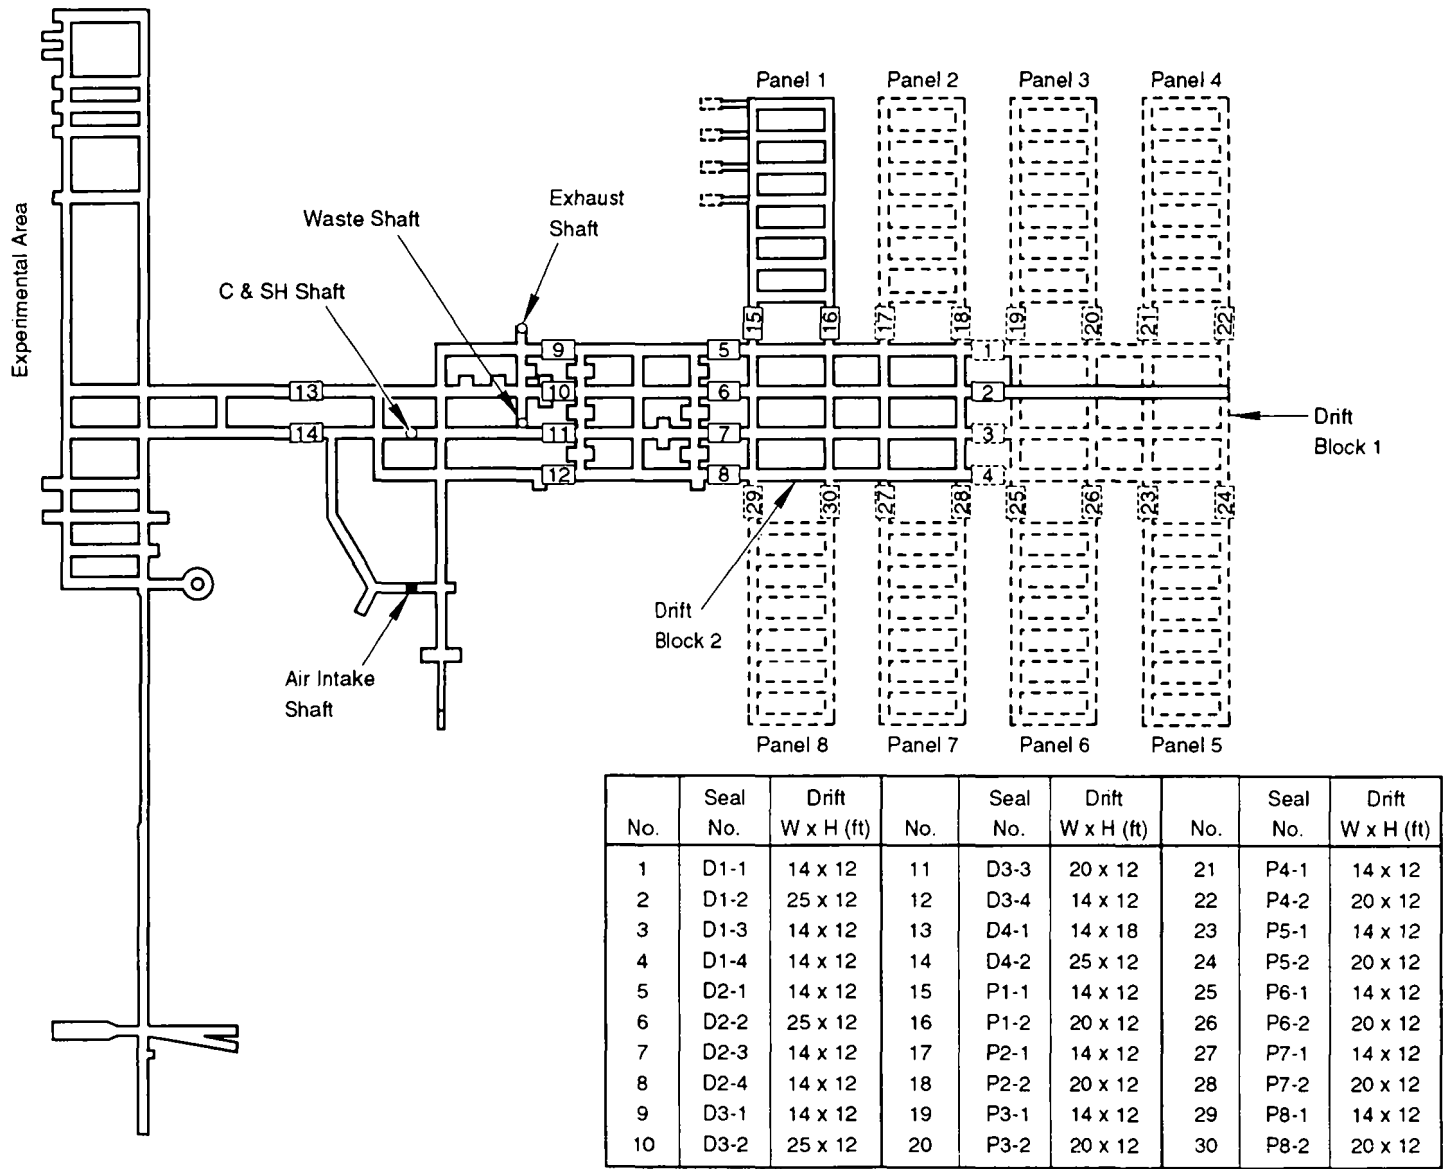 Panel 1
Panel 2
Panel 3
Panel 4
Experimental Area
Exhaust
Shaft
Waste Shaft
C & SH Shaft
15
16
17
18
19
20
21
22
9
5
1
13
10
6
2
14
11
7
3
12
8
4
Drift
Block 1
29
30
27
28
25
26
23
24
Drift
Block 2
Air Intake
Shaft
Panel 8
Panel 7
Panel 6
Panel 5
Seal Drift Seal Drift Seal Drift
No. No. W x H (ft) No. No. W x H (ft) No. No. W x H (ft)
1 D1-1 14 x 12 11 D3-3 20 x 12 21 P4-1 14 x 12
2 D1-2 25 x 12 12 D3-4 14 x 12 22 P4-2 20 x 12
3 D1-3 14 x 12 13 D4-1 14 x 18 23 P5-1 14 x 12
4 D1-4 14 x 12 14 D4-2 25 x 12 24 P5-2 20 x 12
5 D2-1 14 x 12 15 P1-1 14 x 12 25 P6-1 14 x 12
6 D2-2 25 x 12 16 P1-2 20 x 12 26 P6-2 20 x 12
7 D2-3 14 x 12 17 P2-1 14 x 12 27 P7-1 14 x 12
8 D2-4 14 x 12 18 P2-2 20 x 12 28 P7-2 20 x 12
9 D3-1 14 x 12 19 P3-1 14 x 12 29 P8-1 14 x 12
10 D3-2 25 x 12 20 P3-2 20 x 12 30 P8-2 20 x 12